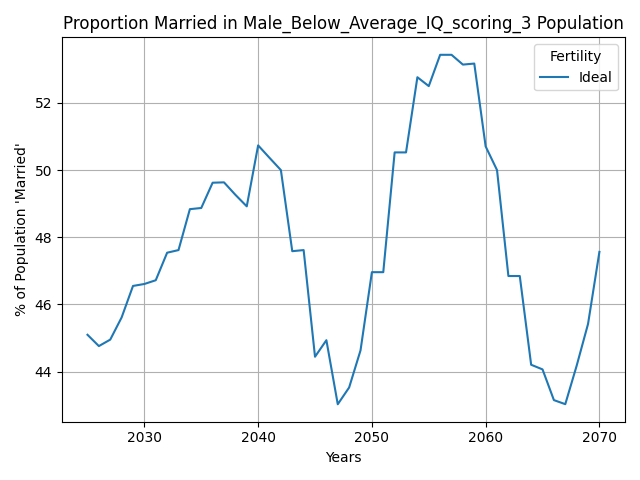 Proportion Married in Male_Below_Average_IQ_scoring_3 Population
Fertility
Ideal
% of Population 'Married'
52
50
48
46
44
2030
2040
2050
2060
2070
Years